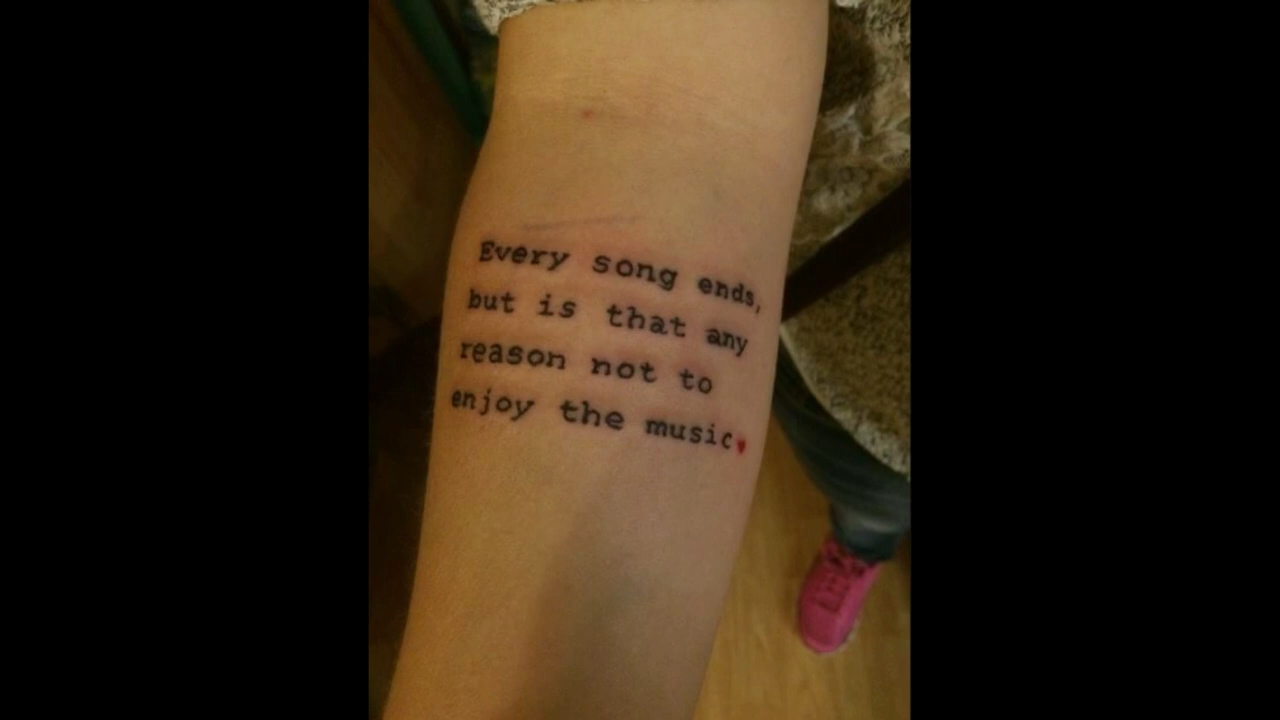 Every song ends,
but is that any
reason not to
enjoy the music